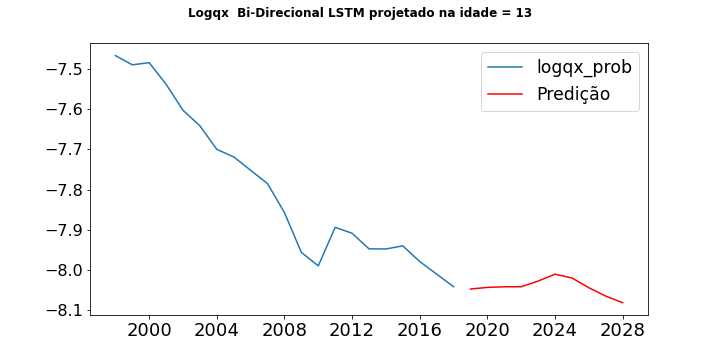 Logqx  Bi-Direcional LSTM projetado na idade = 13
logqx_prob
Predição
−7.5
−7.6
−7.7
−7.8
−7.9
−8.0
−8.1
2000 2004 2008 2012 2016 2020 2024 2028